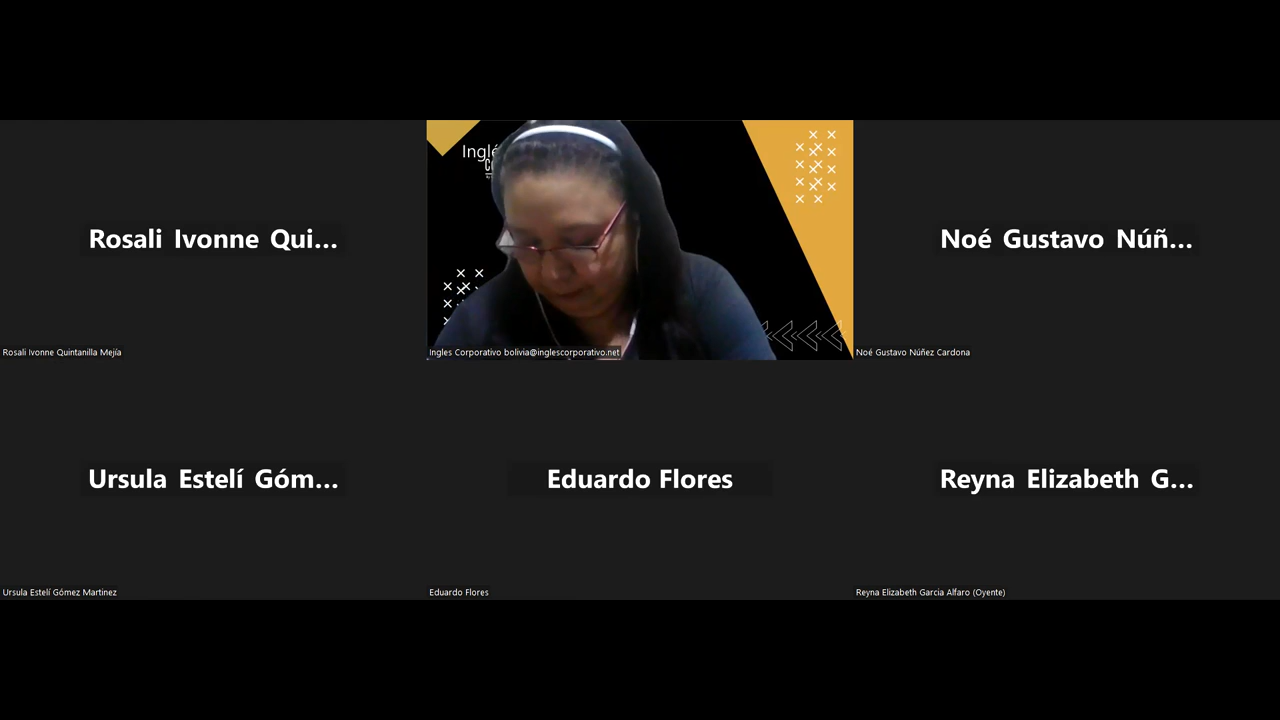 Rosali Ivonne Qui...
Rosali Ivonne Quintanilla Mejía
Inglé
Ingles Corporativo bolivia@inglescorporativo.net
Noé Gustavo Núñ...
Noé Gustavo Núñez Cardona
Ursula Estelí Góm...
Ursula Estelí Gómez Martinez
Eduardo Flores
Eduardo Flores
Reyna Elizabeth G...
Reyna Elizabeth Garcia Alfaro (Oyente)